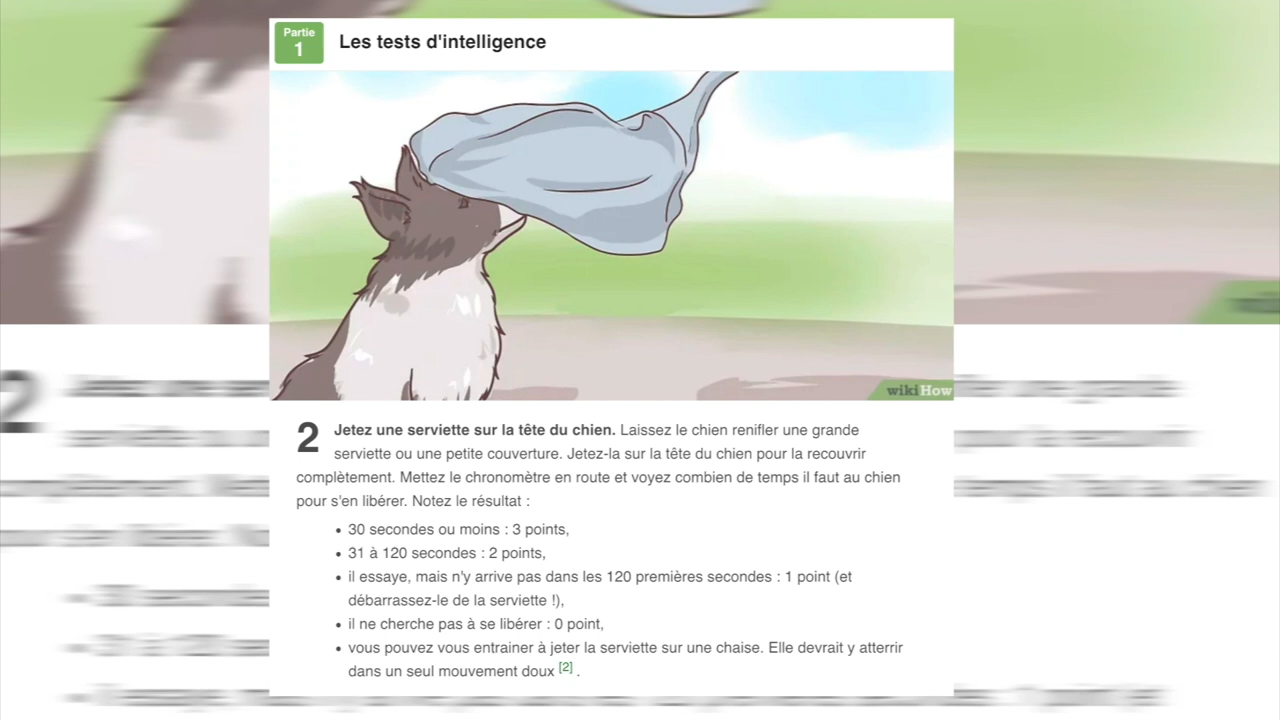 Partie
1
Les tests d'intelligence
wikiHow
2 Jetez une serviette sur la tête du chien. Laissez le chien renifler une grande
serviette ou une petite couverture. Jetez-la sur la tête du chien pour la recouvrir
complètement. Mettez le chronomètre en route et voyez combien de temps il faut au chien
pour s'en libérer. Notez le résultat :
• 30 secondes ou moins : 3 points,
• 31 à 120 secondes : 2 points,
• il essaye, mais n'y arrive pas dans les 120 premières secondes : 1 point (et
débarrassez-le de la serviette !),
• il ne cherche pas à se libérer : 0 point,
• vous pouvez vous entrainer à jeter la serviette sur une chaise. Elle devrait y atterrir
dans un seul mouvement doux [2] .